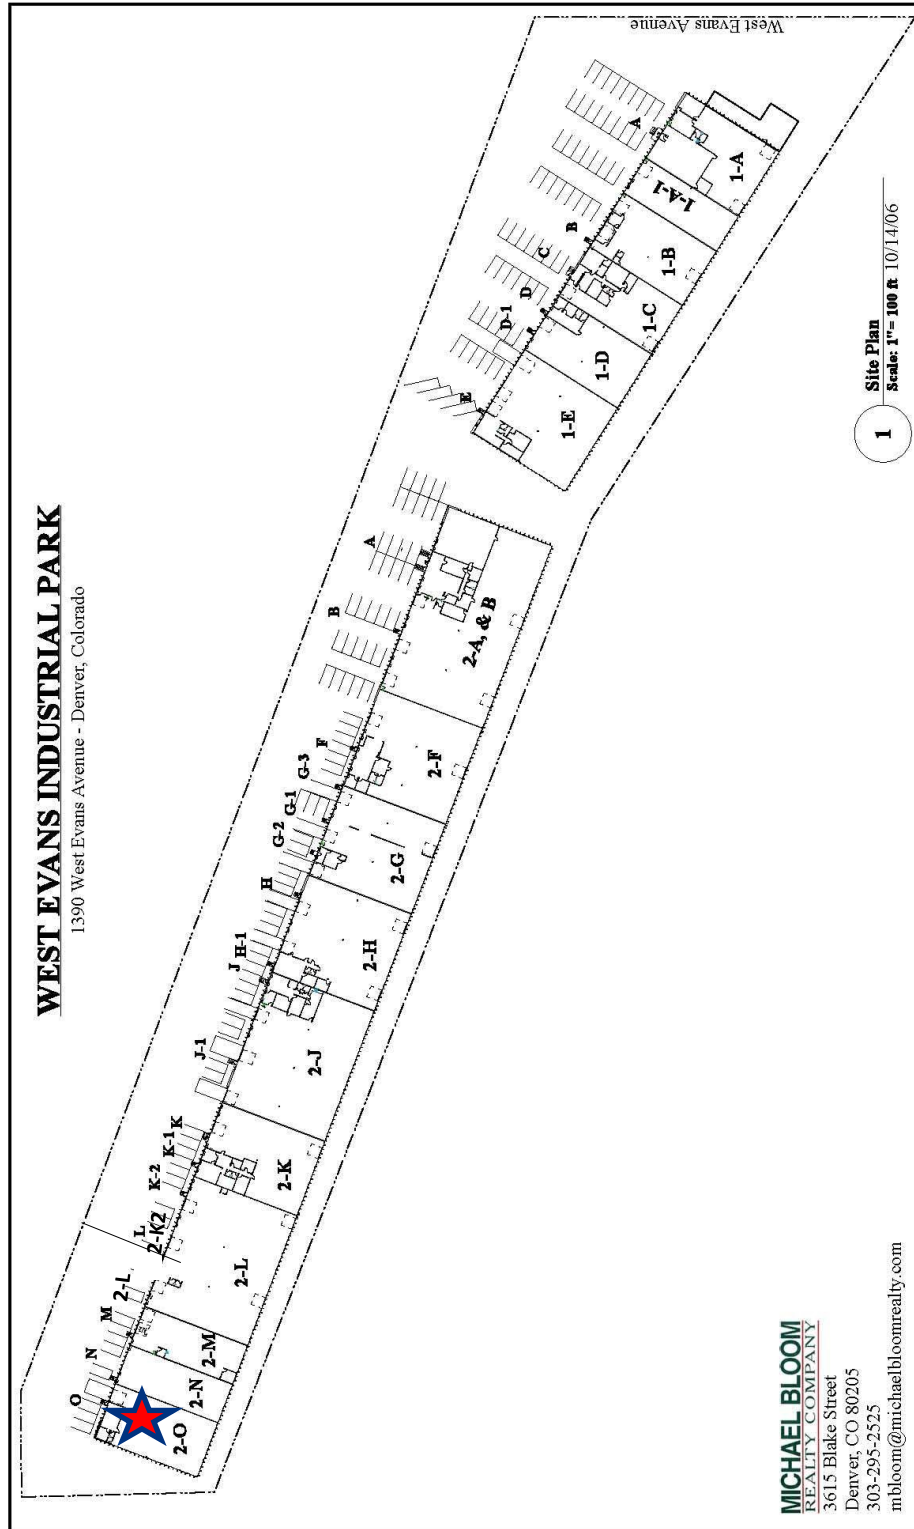 WEST EVANS INDUSTRIAL PARK
1390 West Evans Avenue - Denver, Colorado
West Evans Avenue
O
N
M
2-L
L
2-K2
K-2
K-1
K
J-1
J
H-1
H
G-2
G-1
G-3
F
B
A
E
D-1
D
C
B
A
2-O
2-N
2-M
2-L
2-K
2-J
2-H
2-G
2-F
2-A, & B
1-E
1-D
1-C
1-B
1-A-1
1-A
1
Site Plan
Scale: 1"= 100 ft 10/14/06
MICHAEL BLOOM
REALTY COMPANY
3615 Blake Street
Denver, CO 80205
303-295-2525
mbloom@michaelbloomrealty.com